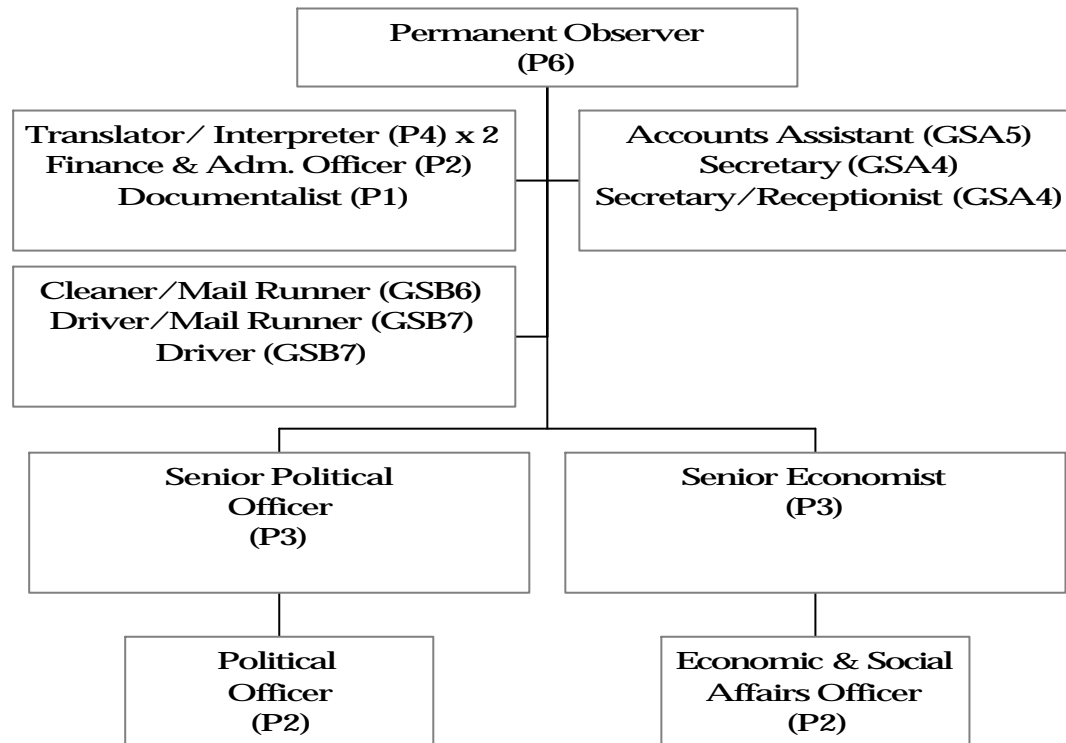 Permanent Observer
(P6)
Translator/ Interpreter (P4) x 2
Finance & Adm. Officer (P2)
Documentalist (P1)
Accounts Assistant (GSA5)
Secretary (GSA4)
Secretary/Receptionist (GSA4)
Cleaner/Mail Runner (GSB6)
Driver/Mail Runner (GSB7)
Driver (GSB7)
Senior Political
Officer
(P3)
Senior Economist
(P3)
Political
Officer
(P2)
Economic & Social
Affairs Officer
(P2)